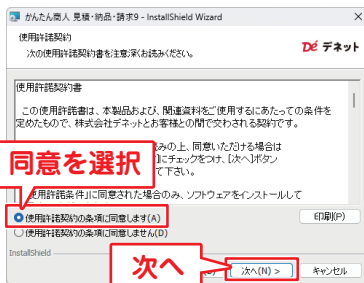 かんたん商人 見積・納品・請求9 - InstallShield Wizard
使用許諾契約
次の使用許諾契約書を注意深くお読みください。
Dé デネット
使用許諾契約書
この使用許諾書は、本製品および、関連資料をご使用するにあたっての条件を
定めたもので、株式会社デネットとお客様との間で交わされる契約です。
みの上、同意いただける場合は
にチェックをつけ、[次へ]ボタン
て下さい。
同意を選択
使用許諾条件」に同意された場合のみ、ソフトウェアをインストールして
使用許諾契約の条項に同意します(A)
印刷(P)
使用許諾契約の条項に同意しません(D)
InstallShield
次へ
次へ(N) >
キャンセル